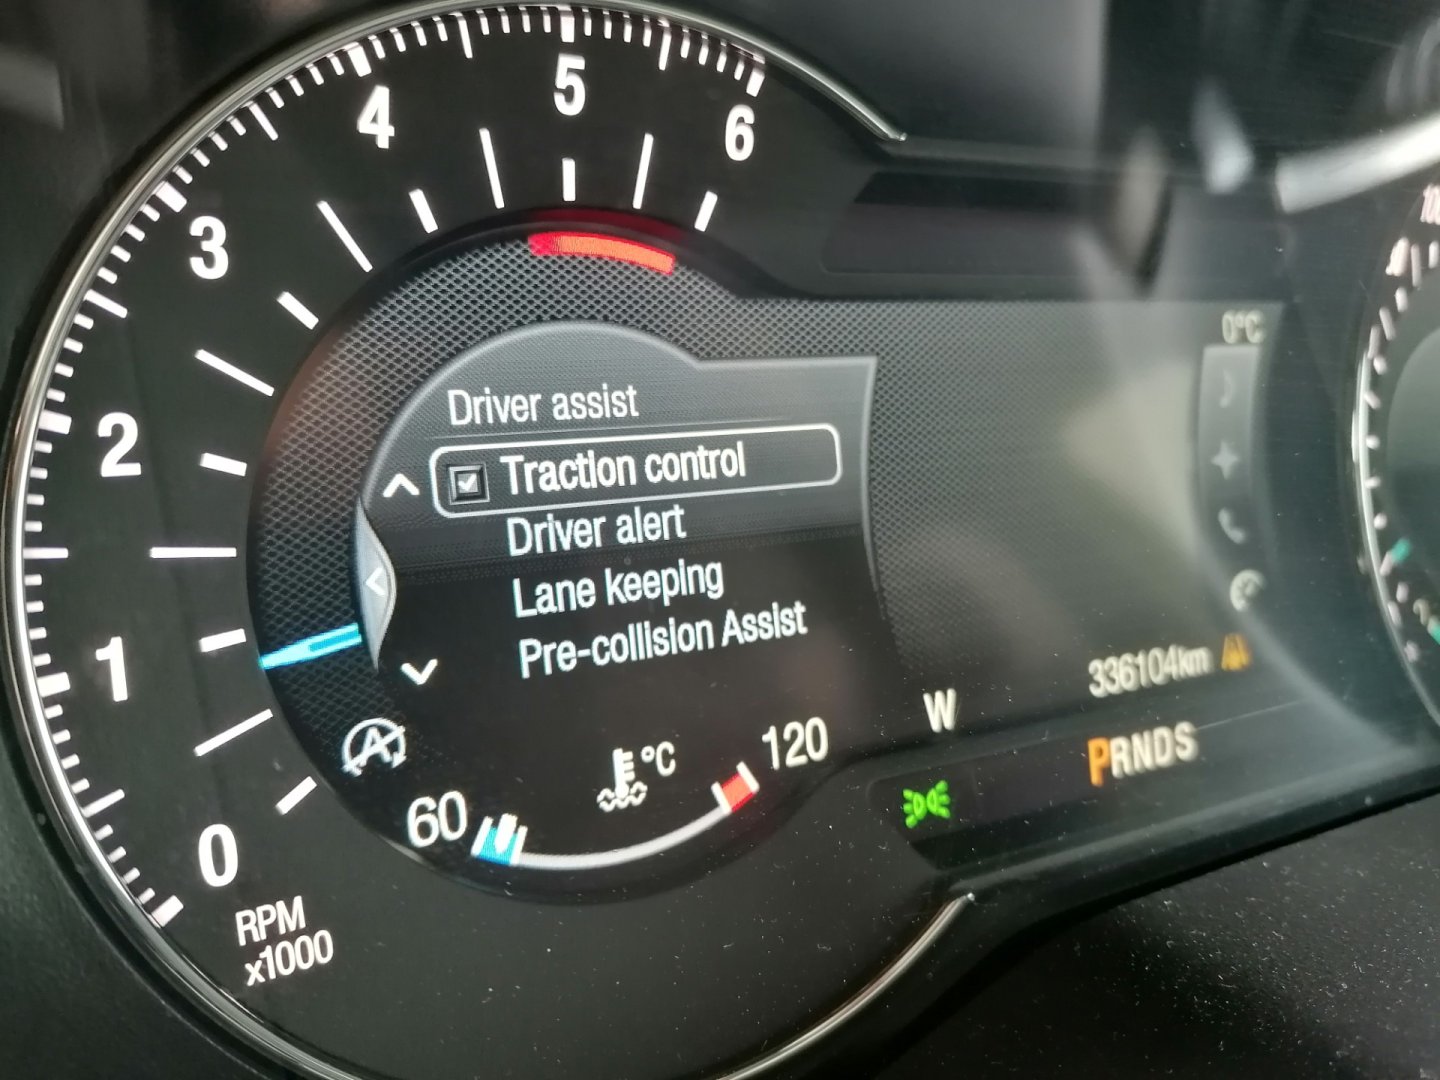 4
5
6
3
2
1
0
RPM
x1000
Driver assist
Traction control
Driver alert
Lane keeping
Pre-collision Assist
A
60
°C
120
0°C
W
336104km
PRNDS